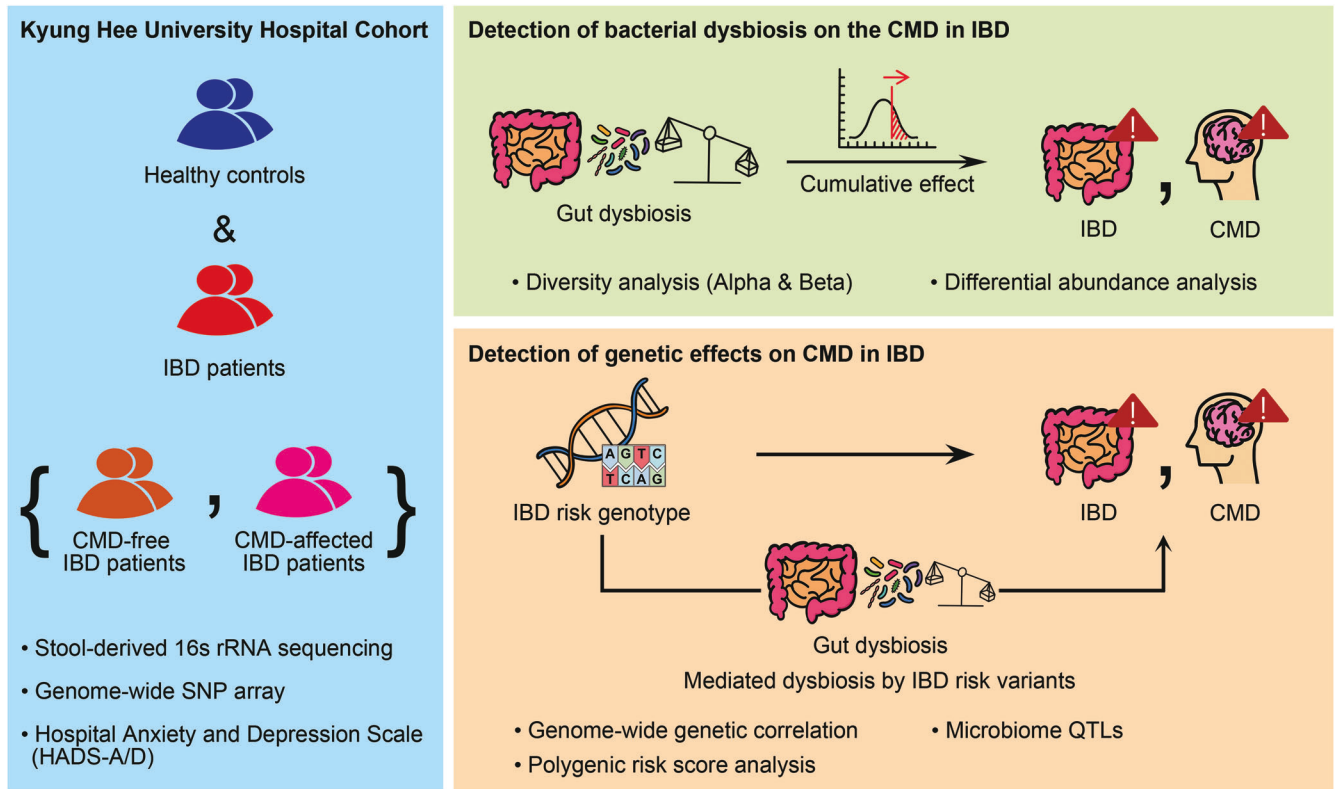 Kyung Hee University Hospital Cohort
Healthy controls
&
IBD patients
{
CMD-free
IBD patients
,
CMD-affected
IBD patients
}
• Stool-derived 16s rRNA sequencing
• Genome-wide SNP array
• Hospital Anxiety and Depression Scale
(HADS-A/D)
Detection of bacterial dysbiosis on the CMD in IBD
Gut dysbiosis
Cumulative effect
!
!
IBD
,
CMD
• Diversity analysis (Alpha & Beta)
• Differential abundance analysis
Detection of genetic effects on CMD in IBD
A G T C
T C A G
IBD risk genotype
!
!
IBD
,
CMD
Gut dysbiosis
Mediated dysbiosis by IBD risk variants
• Genome-wide genetic correlation
• Microbiome QTLs
• Polygenic risk score analysis